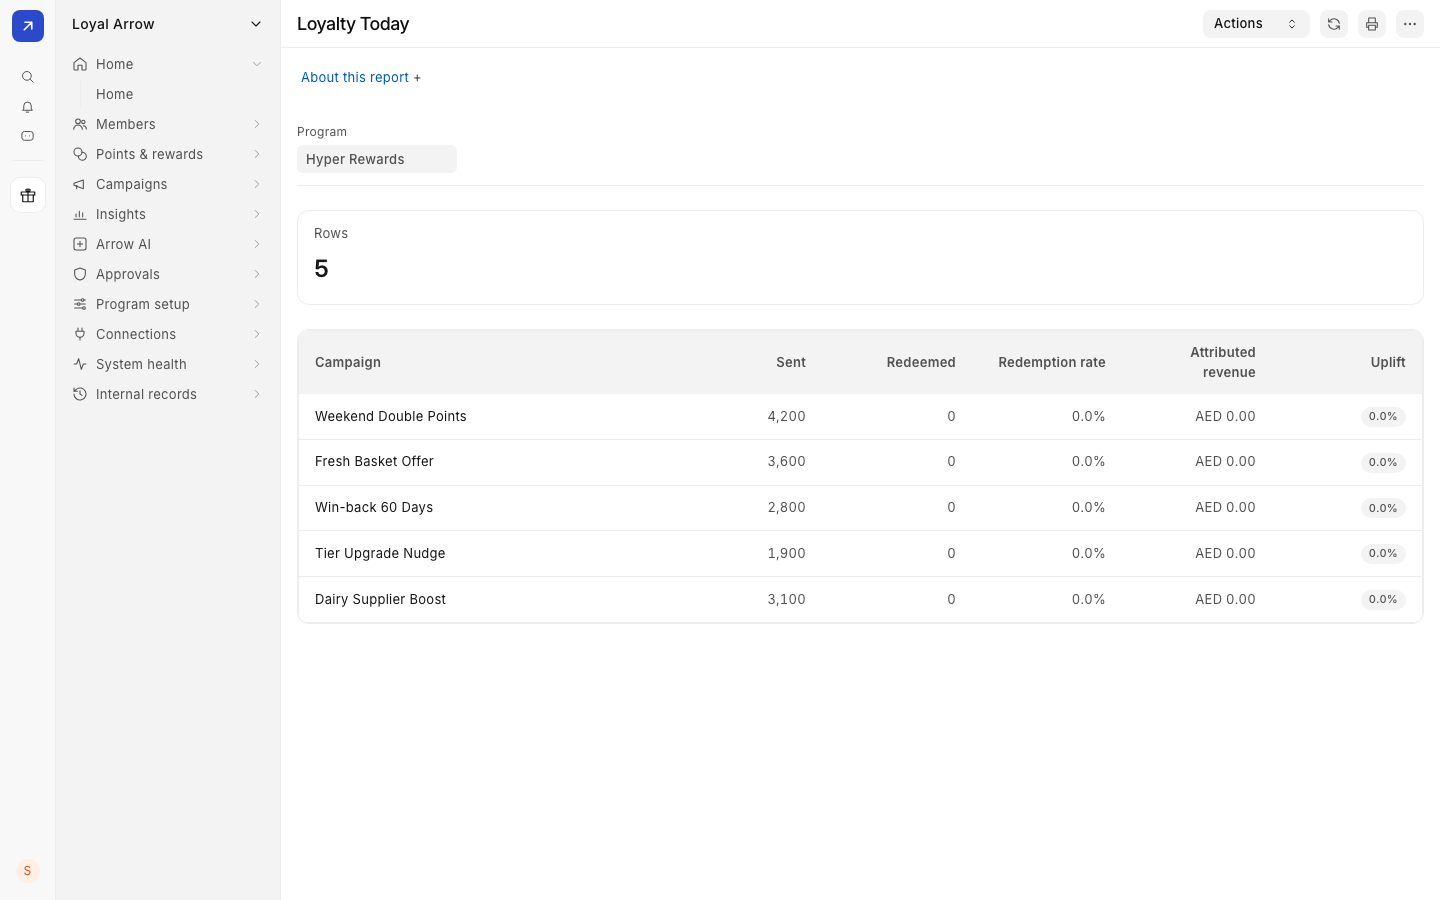 Loyal Arrow
Home
Home
Members
Points & rewards
Campaigns
Insights
Arrow AI
Approvals
Program setup
Connections
System health
Internal records
S
Loyalty Today
Actions
About this report +
Program
Hyper Rewards
Rows
5
Campaign Sent Redeemed Redemption rate Attributed revenue Uplift
Weekend Double Points 4,200 0 0.0% AED 0.00 0.0%
Fresh Basket Offer 3,600 0 0.0% AED 0.00 0.0%
Win-back 60 Days 2,800 0 0.0% AED 0.00 0.0%
Tier Upgrade Nudge 1,900 0 0.0% AED 0.00 0.0%
Dairy Supplier Boost 3,100 0 0.0% AED 0.00 0.0%